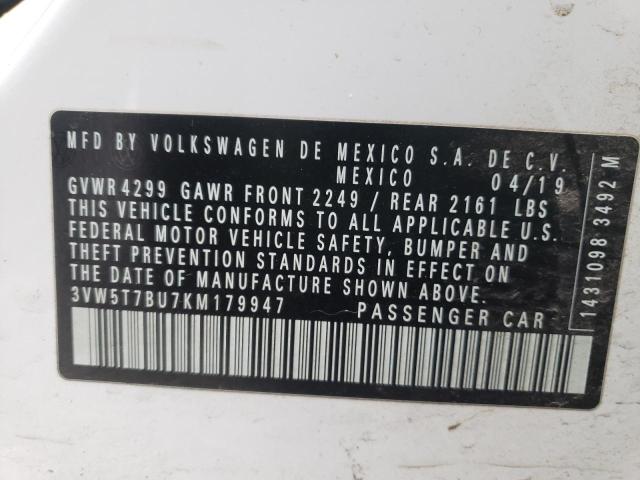 MFD BY VOLKSWAGEN DE MEXICO S.A. DE C.V.
MEXICO 04/19
GVWR 4299 GAWR FRONT 2249 / REAR 2161 LBS
THIS VEHICLE CONFORMS TO ALL APPLICABLE U.S.
FEDERAL MOTOR VEHICLE SAFETY, BUMPER AND
THEFT PREVENTION STANDARDS IN EFFECT ON
THE DATE OF MANUFACTURE SHOWN ABOVE.
3VW5T7BU7KM179947 PASSENGER CAR
1431098 3492 M